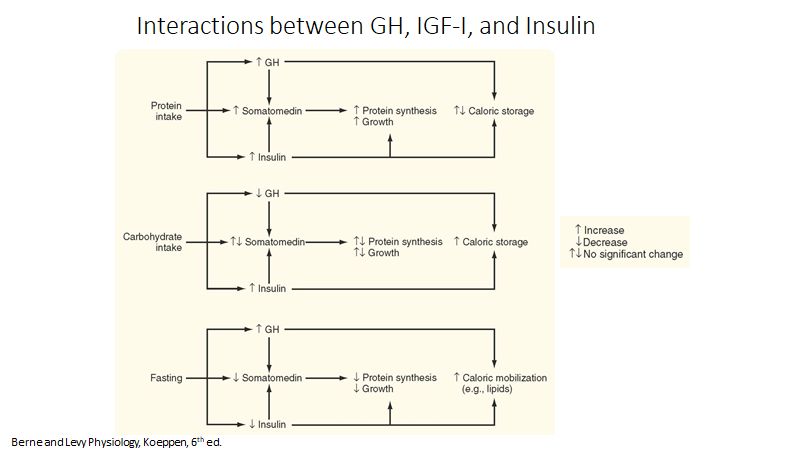 Interactions between GH, IGF-I, and Insulin
↑ GH
Protein
intake
↑ Somatomedin
↑ Protein synthesis
↑ Growth
↑↓ Caloric storage
↑ Insulin
↓ GH
Carbohydrate
intake
↑↓ Somatomedin
↑↓ Protein synthesis
↑↓ Growth
↑ Caloric storage
↑ Insulin
↑ Increase
↓ Decrease
↑↓ No significant change
↑ GH
Fasting
↓ Somatomedin
↓ Protein synthesis
↓ Growth
↑ Caloric mobilization
(e.g., lipids)
↓ Insulin
Berne and Levy Physiology, Koeppen, 6th ed.